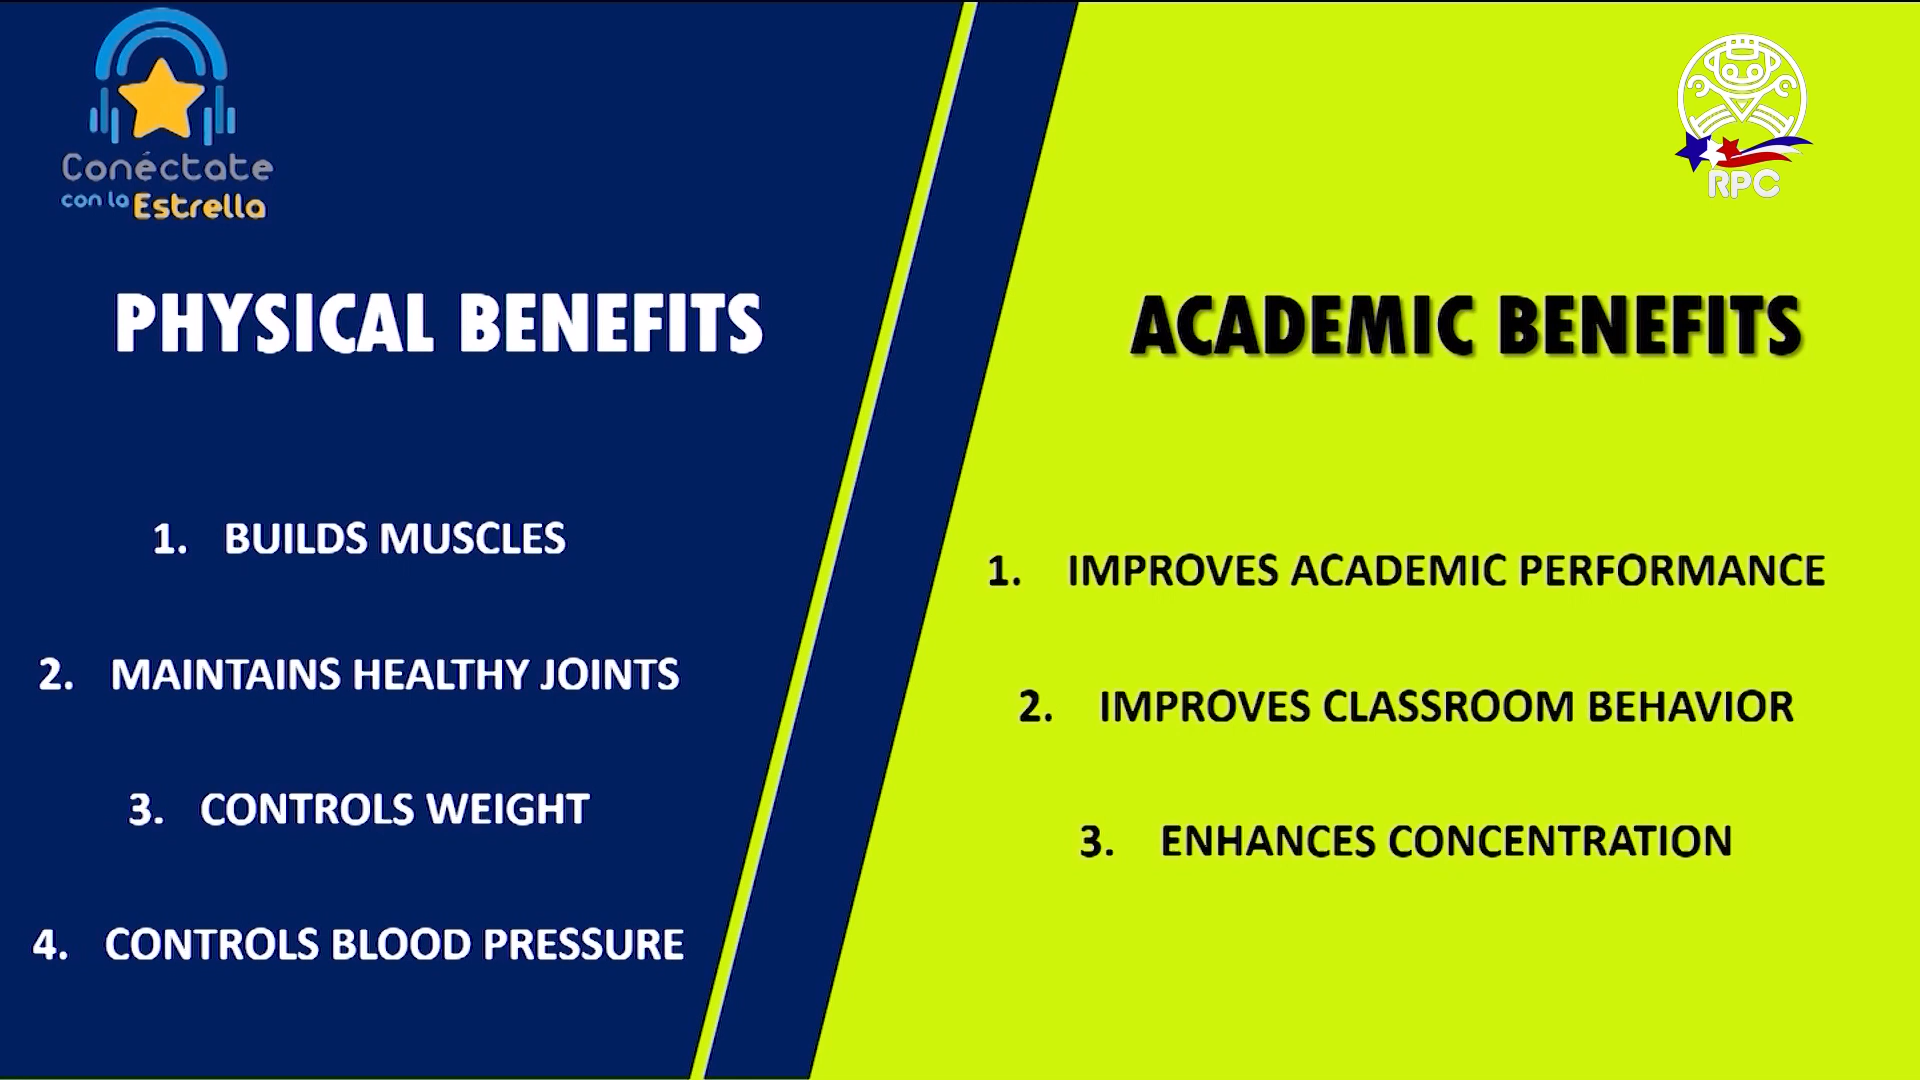 Conéctate
con la Estrella
RPC
PHYSICAL BENEFITS
1. BUILDS MUSCLES
2. MAINTAINS HEALTHY JOINTS
3. CONTROLS WEIGHT
4. CONTROLS BLOOD PRESSURE
ACADEMIC BENEFITS
1. IMPROVES ACADEMIC PERFORMANCE
2. IMPROVES CLASSROOM BEHAVIOR
3. ENHANCES CONCENTRATION